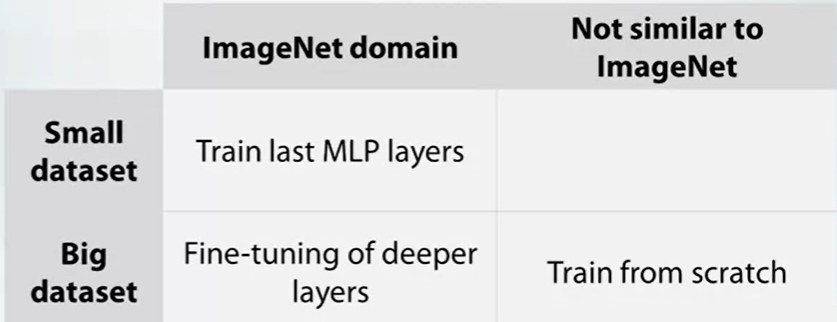 ImageNet domain
Not similar to
ImageNet
Small
dataset
Train last MLP layers
Big
dataset
Fine-tuning of deeper
layers
Train from scratch